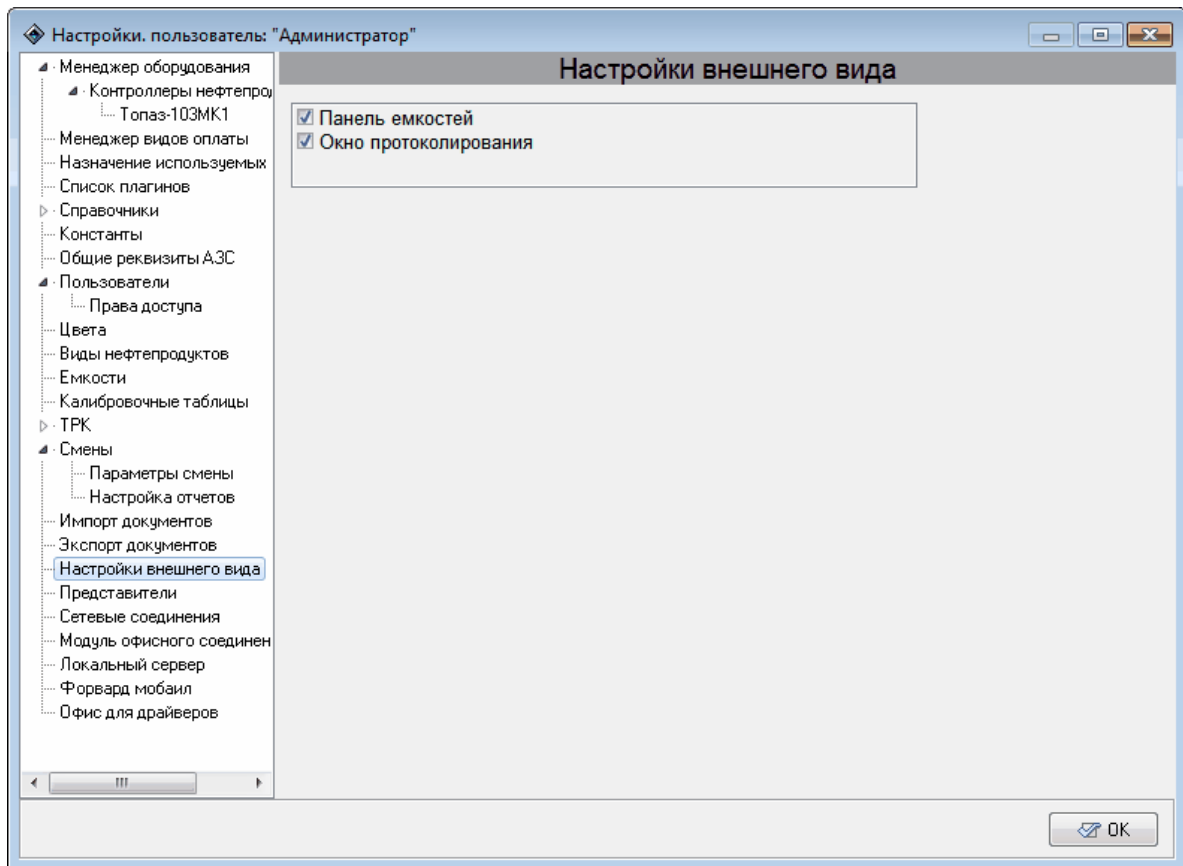 Настройки. пользователь: "Администратор"
Менеджер оборудования
Контроллеры нефтепро
Топаз-103МК1
Менеджер видов оплаты
Назначение используемых
Список плагинов
Справочники
Константы
Общие реквизиты АЗС
Пользователи
Права доступа
Цвета
Виды нефтепродуктов
Емкости
Калибровочные таблицы
ТРК
Смены
Параметры смены
Настройка отчетов
Импорт документов
Экспорт документов
Настройки внешнего вида
Представители
Сетевые соединения
Модуль офисного соединен
Локальный сервер
Форвард мобаил
Офис для драйверов
Настройки внешнего вида
Панель емкостей
Окно протоколирования
OK